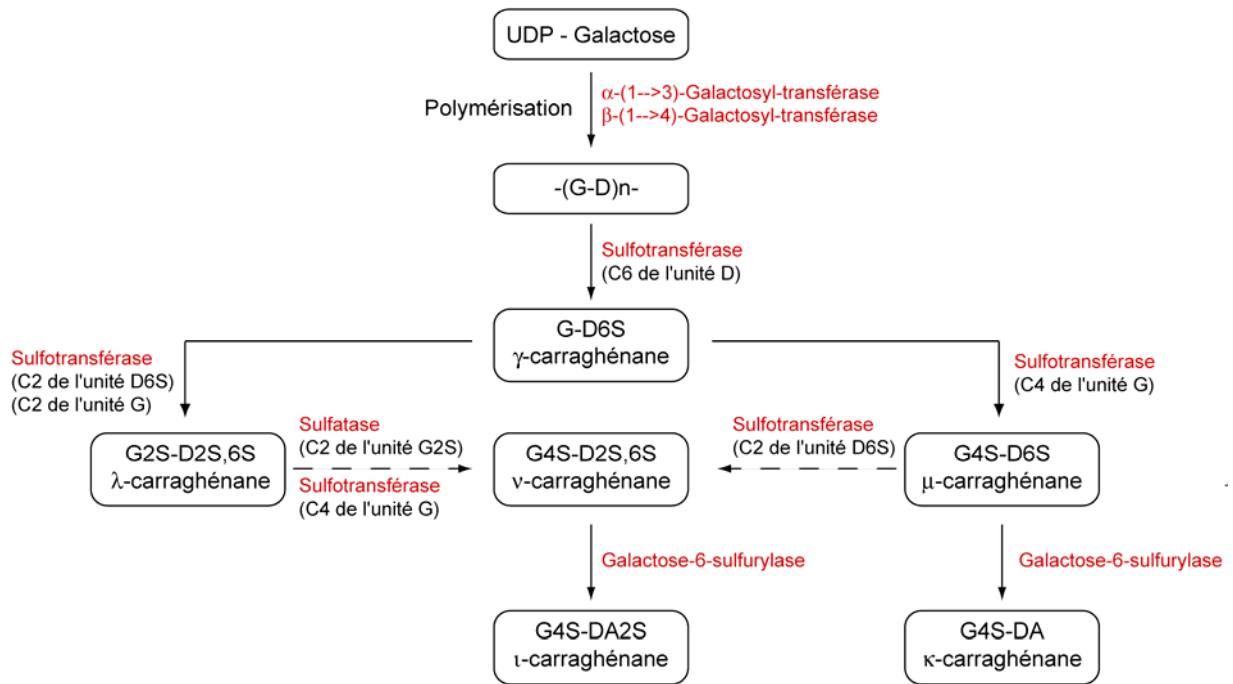 UDP - Galactose
Polymérisation
α-(1-->3)-Galactosyl-transférase
β-(1-->4)-Galactosyl-transférase
-(G-D)n-
Sulfotransférase
(C6 de l'unité D)
G-D6S
γ-carraghénane
Sulfotransférase
(C2 de l'unité D6S)
(C2 de l'unité G)
Sulfotransférase
(C4 de l'unité G)
G2S-D2S,6S
λ-carraghénane
Sulfatase
(C2 de l'unité G2S)
Sulfotransférase
(C4 de l'unité G)
G4S-D2S,6S
ν-carraghénane
Sulfotransférase
(C2 de l'unité D6S)
G4S-D6S
μ-carraghénane
Galactose-6-sulfurylase
Galactose-6-sulfurylase
G4S-DA2S
ι-carraghénane
G4S-DA
κ-carraghénane